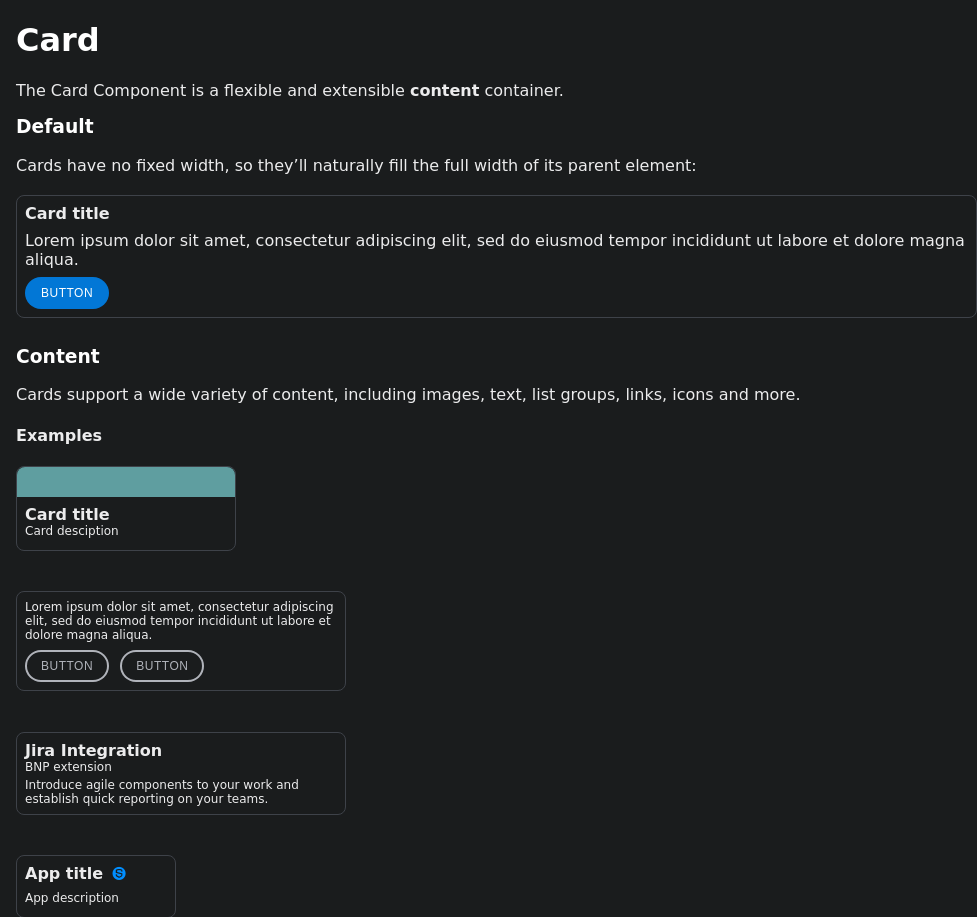 Card
The Card Component is a flexible and extensible content container.
Default
Cards have no fixed width, so they’ll naturally fill the full width of its parent element:
Card title
Lorem ipsum dolor sit amet, consectetur adipiscing elit, sed do eiusmod tempor incididunt ut labore et dolore magna
aliqua.
BUTTON
Content
Cards support a wide variety of content, including images, text, list groups, links, icons and more.
Examples
Card title
Card desciption
Lorem ipsum dolor sit amet, consectetur adipiscing
elit, sed do eiusmod tempor incididunt ut labore et
dolore magna aliqua.
BUTTON BUTTON
Jira Integration
BNP extension
Introduce agile components to your work and
establish quick reporting on your teams.
App title S
App description